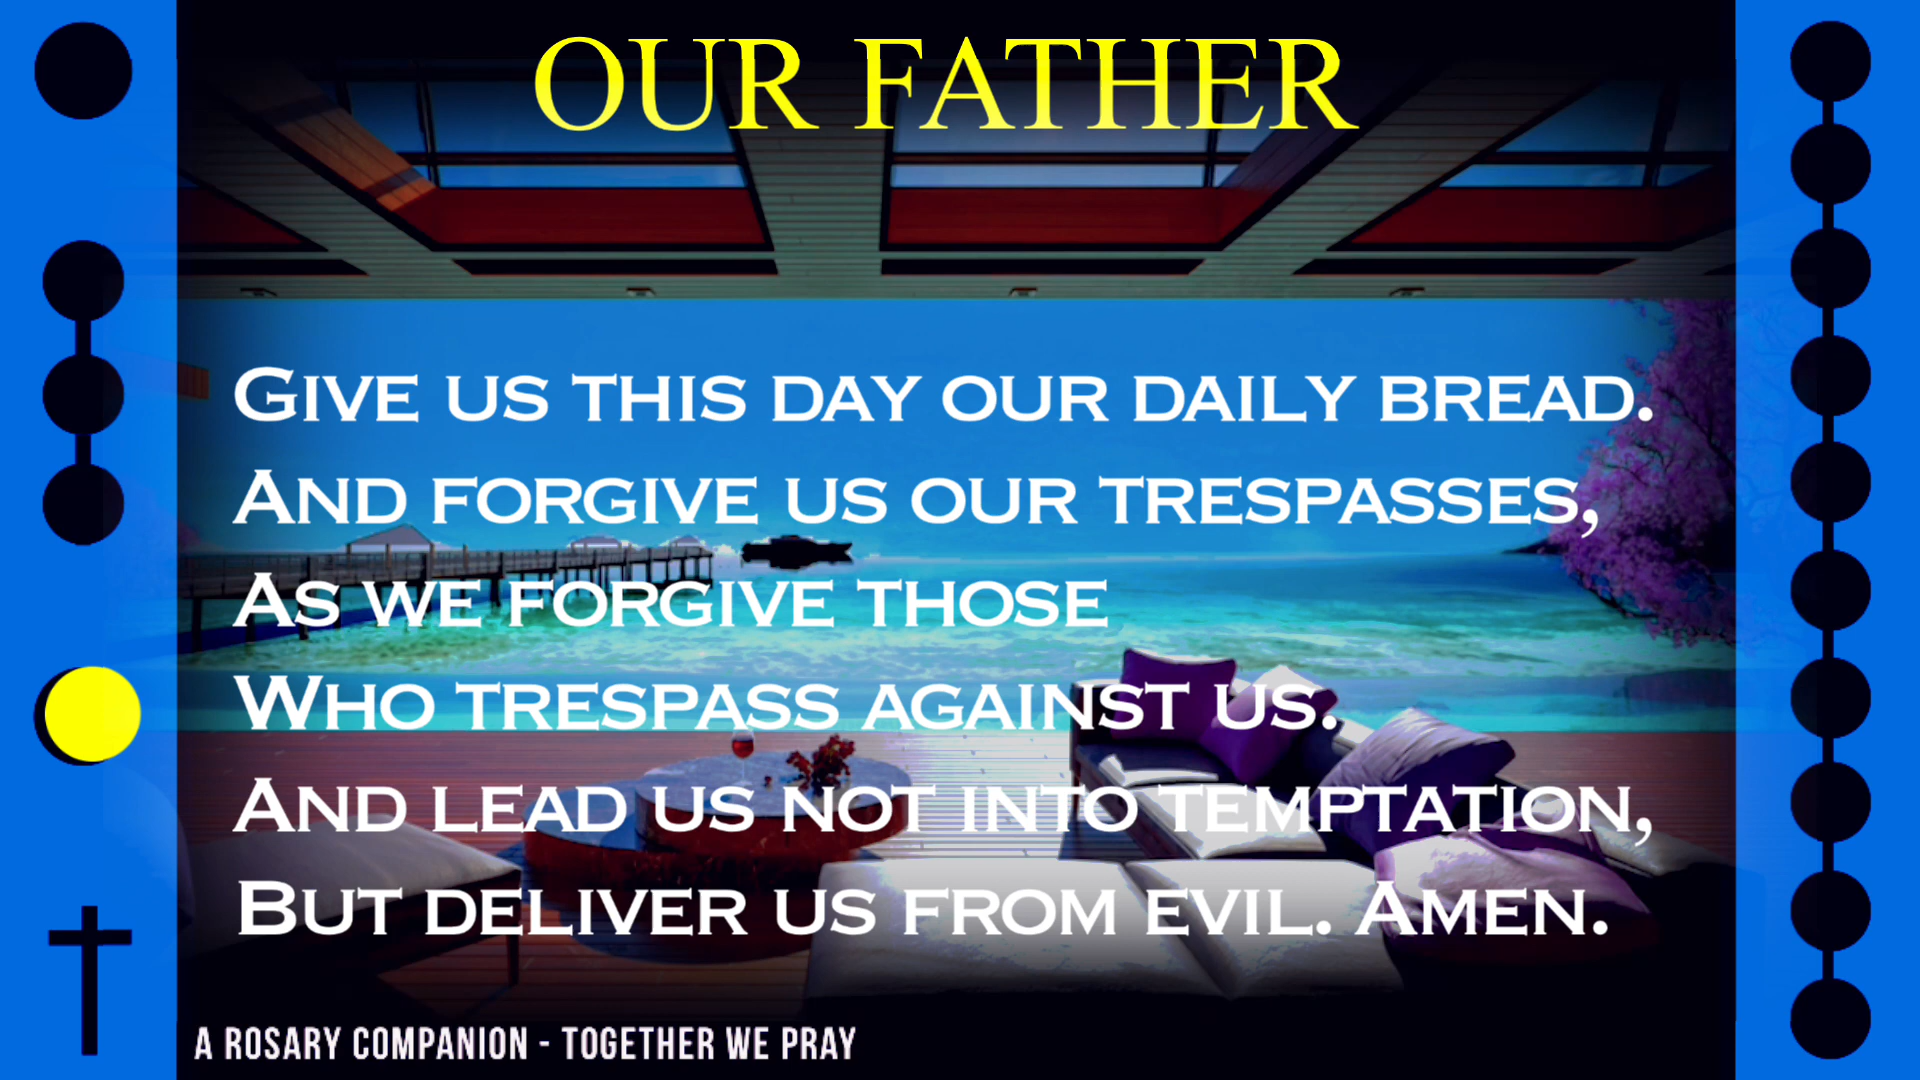 OUR FATHER
GIVE US THIS DAY OUR DAILY BREAD.
AND FORGIVE US OUR TRESPASSES,
AS WE FORGIVE THOSE
WHO TRESPASS AGAINST US.
AND LEAD US NOT INTO TEMPTATION,
BUT DELIVER US FROM EVIL. AMEN.
A ROSARY COMPANION - TOGETHER WE PRAY